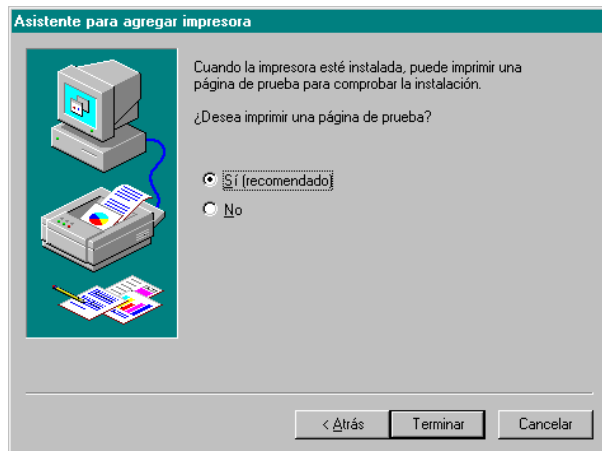 Asistente para agregar impresora
Cuando la impresora esté instalada, puede imprimir una
página de prueba para comprobar la instalación.
¿Desea imprimir una página de prueba?
Sí (recomendado)
No
< Atrás
Terminar
Cancelar